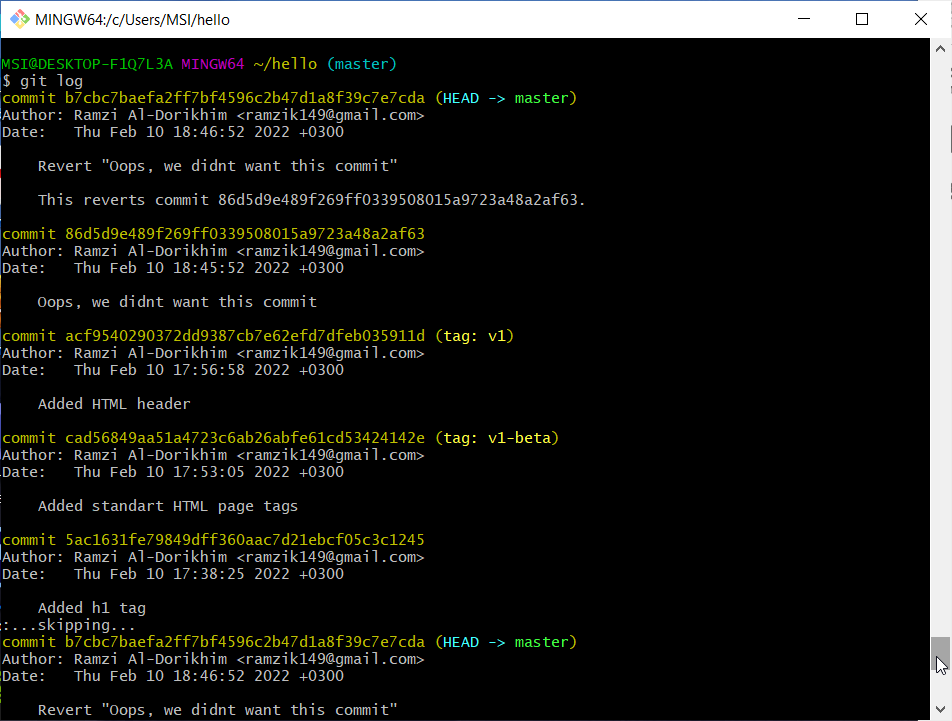 MINGW64:/c/Users/MSI/hello
MSI@DESKTOP-F1Q7L3A MINGW64 ~/hello (master)
$ git log
commit b7cbc7baefa2ff7bf4596c2b47d1a8f39c7e7cda (HEAD -> master)
Author: Ramzi Al-Dorikhim <ramzik149@gmail.com>
Date:   Thu Feb 10 18:46:52 2022 +0300
Revert "Oops, we didnt want this commit"
This reverts commit 86d5d9e489f269ff0339508015a9723a48a2af63.
commit 86d5d9e489f269ff0339508015a9723a48a2af63
Author: Ramzi Al-Dorikhim <ramzik149@gmail.com>
Date:   Thu Feb 10 18:45:52 2022 +0300
Oops, we didnt want this commit
commit acf9540290372dd9387cb7e62efd7dfeb035911d (tag: v1)
Author: Ramzi Al-Dorikhim <ramzik149@gmail.com>
Date:   Thu Feb 10 17:56:58 2022 +0300
Added HTML header
commit cad56849aa51a4723c6ab26abfe61cd53424142e (tag: v1-beta)
Author: Ramzi Al-Dorikhim <ramzik149@gmail.com>
Date:   Thu Feb 10 17:53:05 2022 +0300
Added standart HTML page tags
commit 5ac1631fe79849dff360aac7d21ebcf05c3c1245
Author: Ramzi Al-Dorikhim <ramzik149@gmail.com>
Date:   Thu Feb 10 17:38:25 2022 +0300
Added h1 tag
:...skipping...
commit b7cbc7baefa2ff7bf4596c2b47d1a8f39c7e7cda (HEAD -> master)
Author: Ramzi Al-Dorikhim <ramzik149@gmail.com>
Date:   Thu Feb 10 18:46:52 2022 +0300
Revert "Oops, we didnt want this commit"